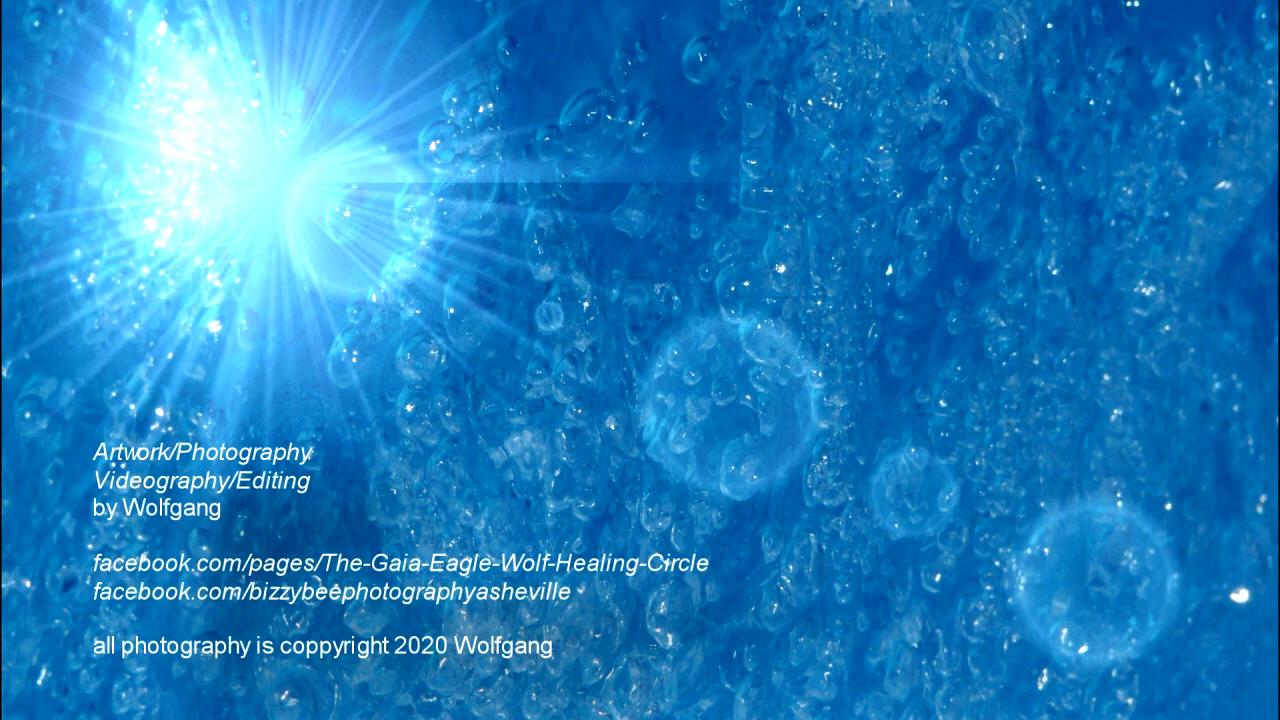 Artwork/Photography
Videography/Editing
by Wolfgang
facebook.com/pages/The-Gaia-Eagle-Wolf-Healing-Circle
facebook.com/bizzybeephotographyasheville
all photography is coppyright 2020 Wolfgang